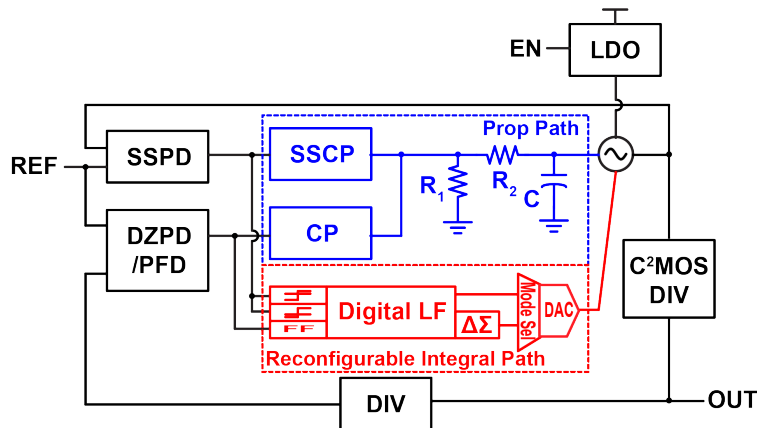 EN
LDO
Prop Path
REF
SSPD
SSCP
R1
R2
C
DZPD
/PFD
CP
C²MOS
DIV
Digital LF
FF
ΔΣ
Mode Sel
DAC
Reconfigurable Integral Path
DIV
OUT